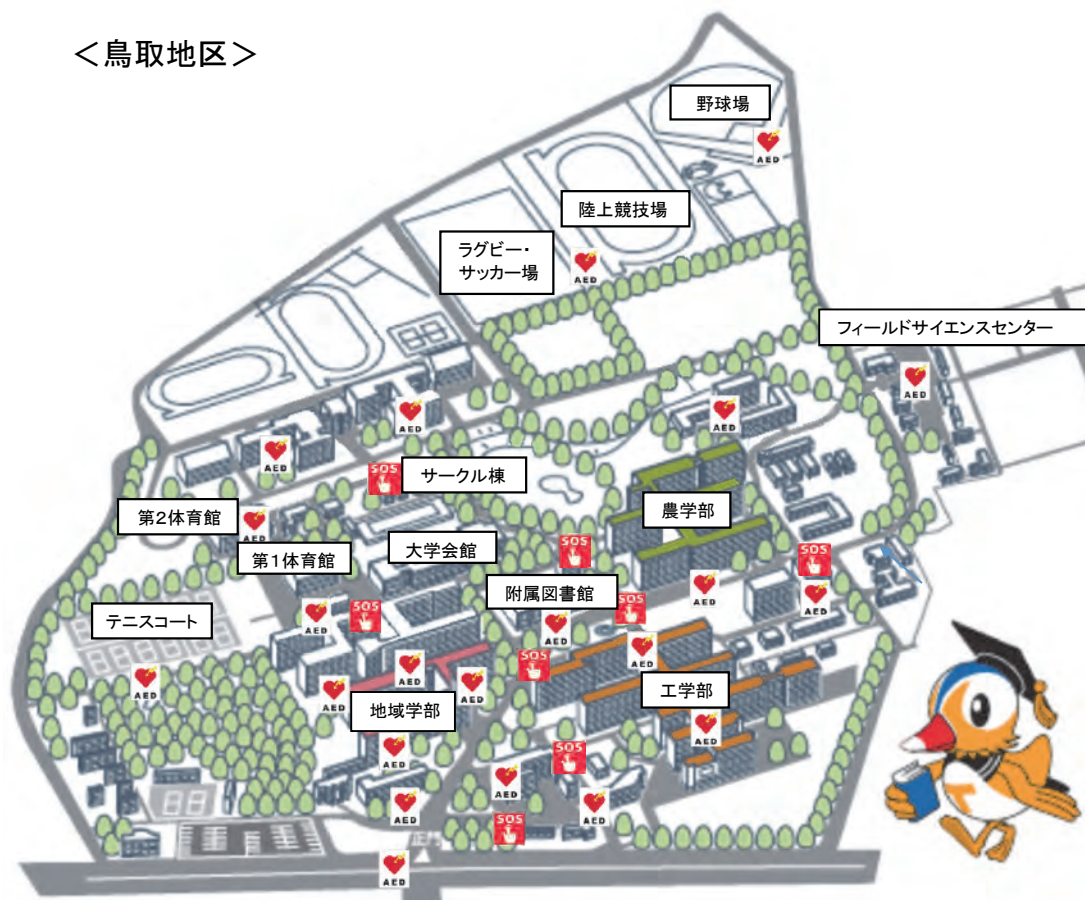 ＜鳥取地区＞
野球場
AED
陸上競技場
ラグビー・
サッカー場
AED
フィールドサイエンスセンター
AED
AED
AED
AED
SOS
サークル棟
農学部
第2体育館
AED
第1体育館
大学会館
SOS
SOS
附属図書館
AED
AED
テニスコート
AED
SOS
SOS
AED
AED
AED
SOS
AED
AED
AED
地域学部
工学部
AED
AED
SOS
AED
AED
AED
SOS
正門
AED